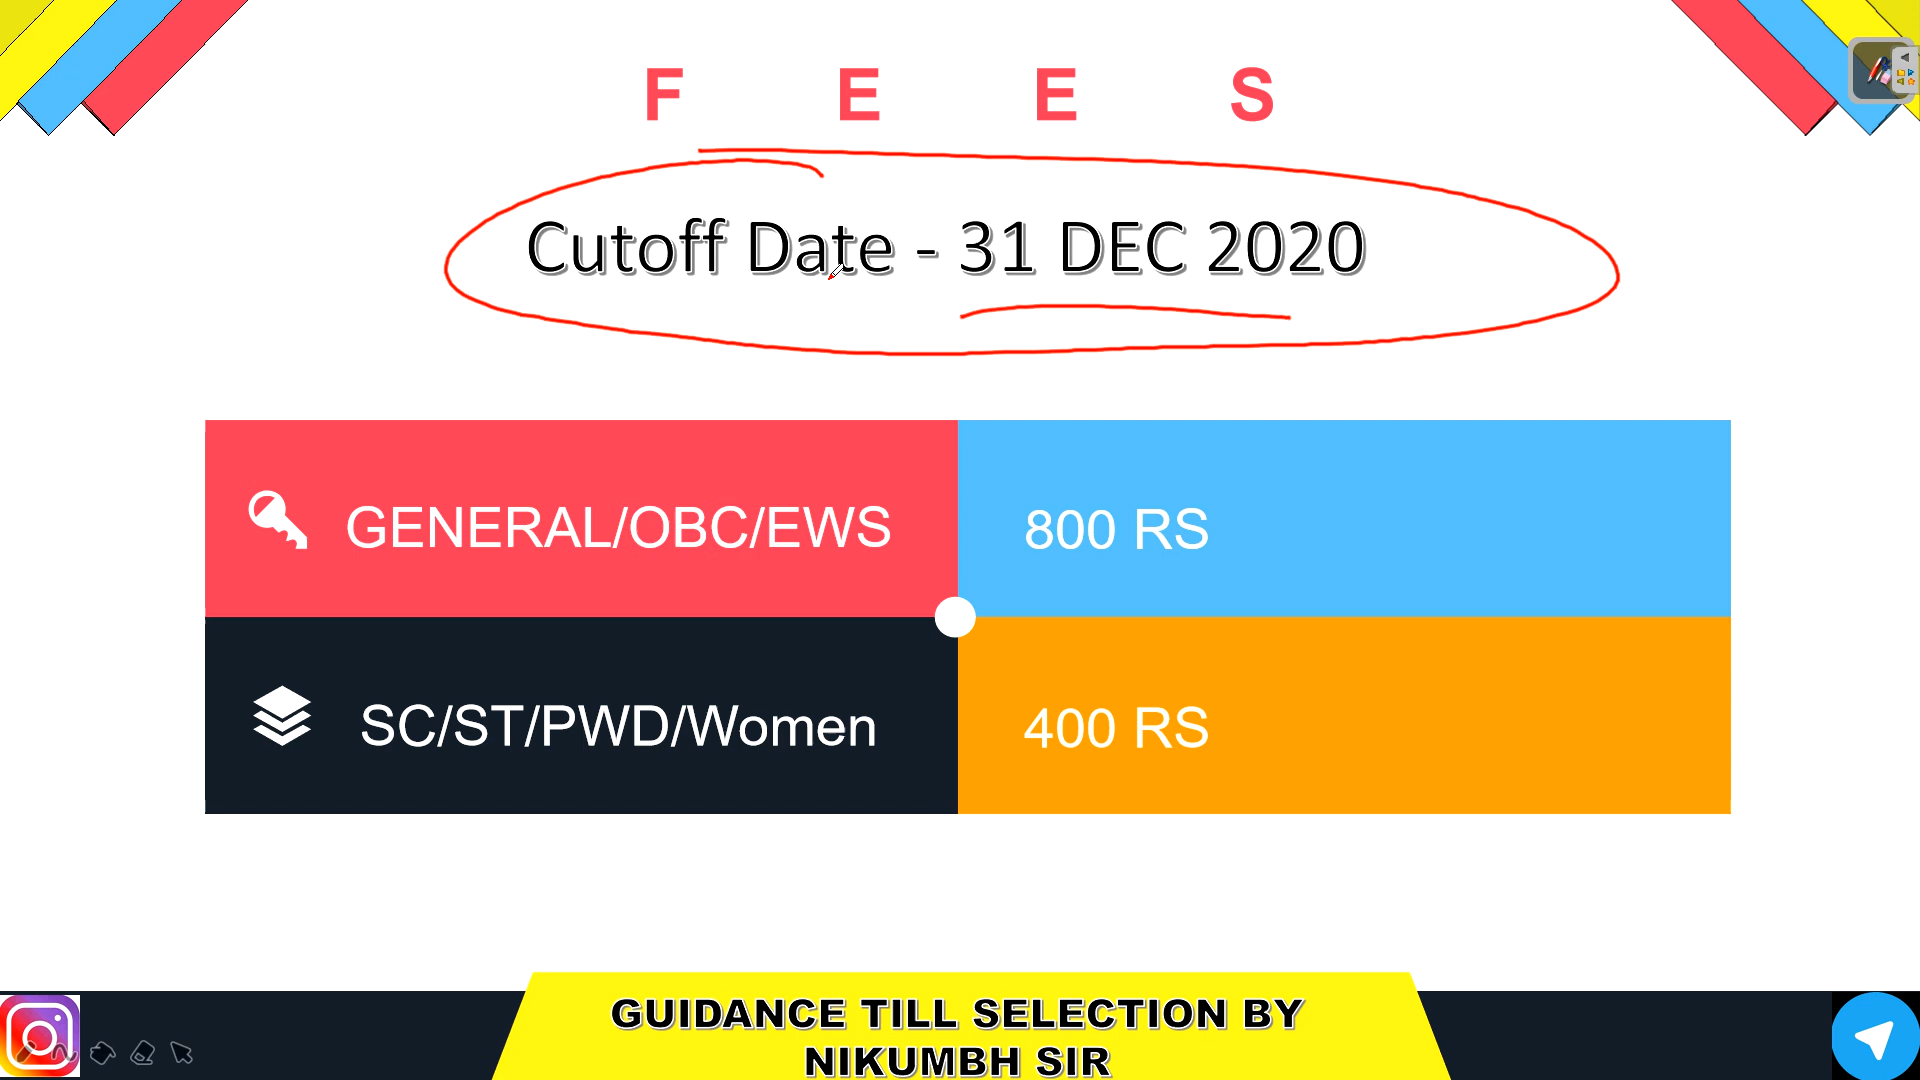 F E E S
Cutoff Date - 31 DEC 2020
GENERAL/OBC/EWS
800 RS
SC/ST/PWD/Women
400 RS
GUIDANCE TILL SELECTION BY
NIKUMBH SIR